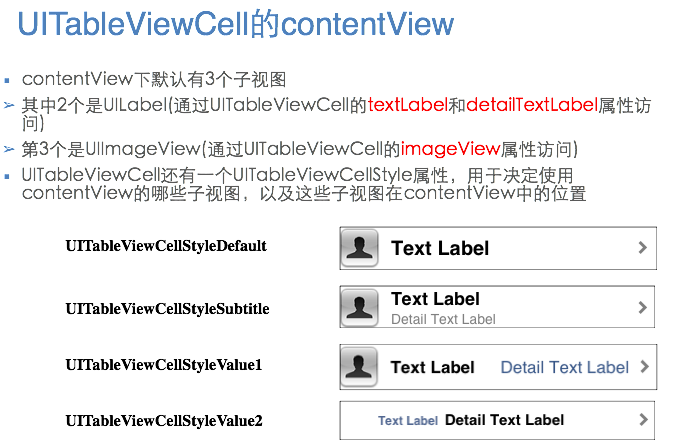 UITableViewCell的contentView
contentView下默认有3个子视图
其中2个是UILabel(通过UITableViewCell的textLabel和detailTextLabel属性访
问)
第3个是UIImageView(通过UITableViewCell的imageView属性访问)
UITableViewCell还有一个UITableViewCellStyle属性，用于决定使用
contentView的哪些子视图，以及这些子视图在contentView中的位置
UITableViewCellStyleDefault
Text Label
UITableViewCellStyleSubtitle
Text Label
Detail Text Label
UITableViewCellStyleValue1
Text Label Detail Text Label
UITableViewCellStyleValue2
Text Label Detail Text Label